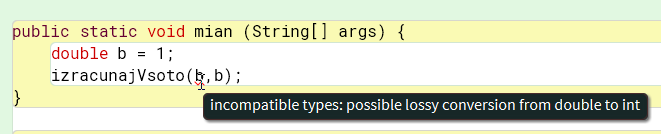 public static void mian (String[] args) {
double b = 1;
izracunajVsoto(b,b);
}
incompatible types: possible lossy conversion from double to int